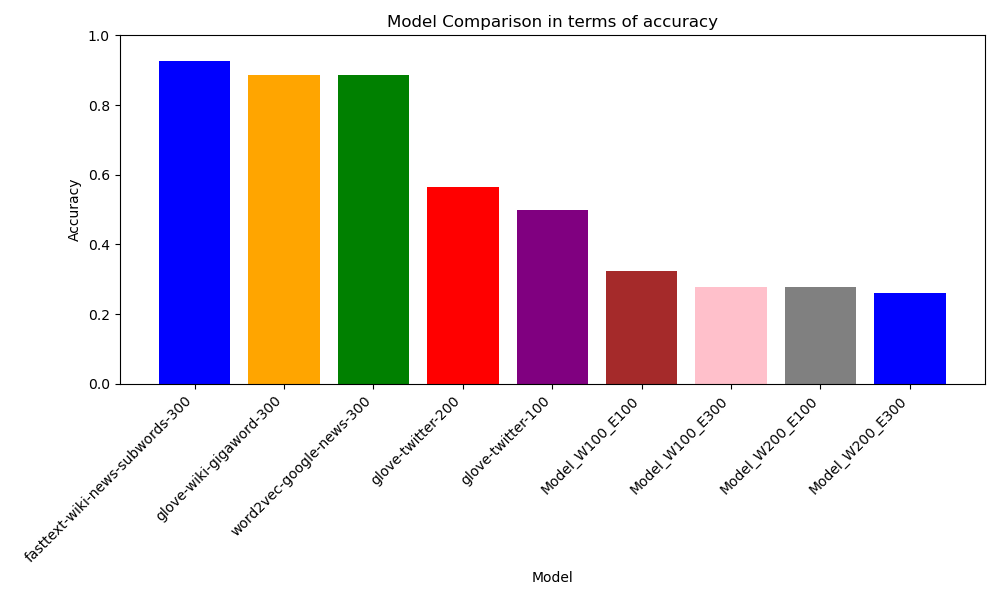 Model Comparison in terms of accuracy
1.0
0.8
0.6
0.4
0.2
0.0
Accuracy
fasttext-wiki-news-subwords-300
glove-wiki-gigaword-300
word2vec-google-news-300
glove-twitter-200
glove-twitter-100
Model_W100_E100
Model_W100_E300
Model_W200_E100
Model_W200_E300
Model